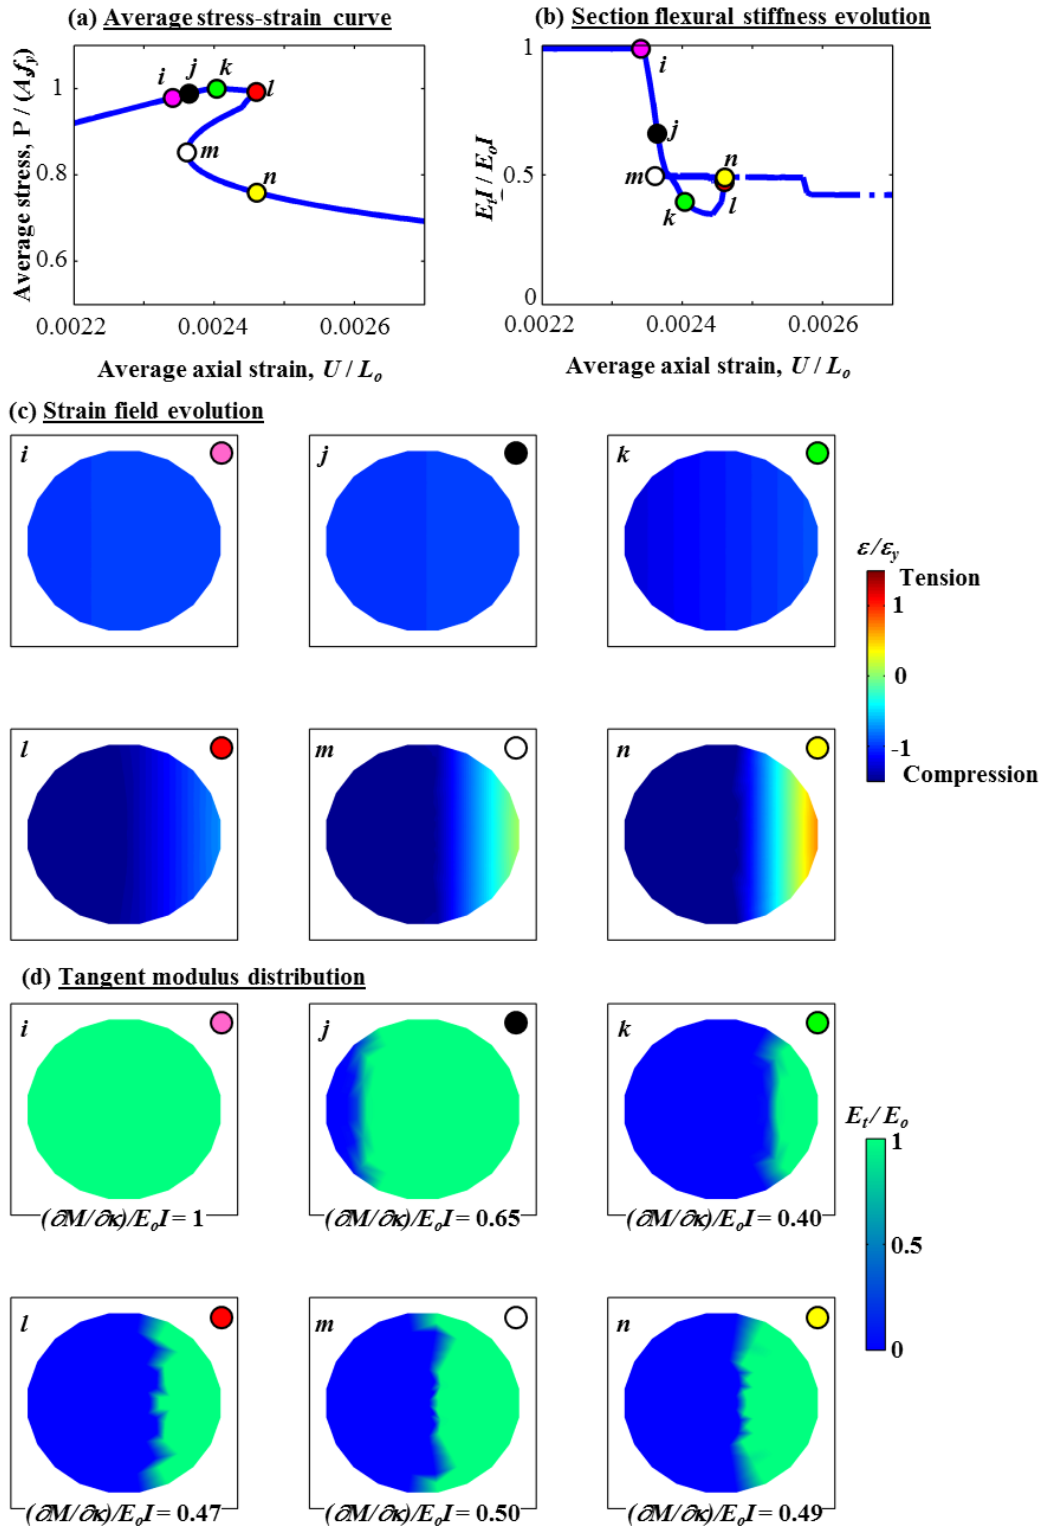 (a) Average stress-strain curve
Average stress, P / (Afy)
1
0.8
0.6
i
j
k
l
m
n
0.0022
0.0024
0.0026
Average axial strain, U / Lo
(b) Section flexural stiffness evolution
EtI / EoI
1
0.5
0
i
j
m
n
k
l
0.0022
0.0024
0.0026
Average axial strain, U / Lo
(c) Strain field evolution
i
j
k
ε/εy
Tension
1
0
-1
Compression
l
m
n
(d) Tangent modulus distribution
i
(∂M/∂κ)/EoI = 1
j
(∂M/∂κ)/EoI = 0.65
k
(∂M/∂κ)/EoI = 0.40
Et / Eo
1
0.5
0
l
(∂M/∂κ)/EoI = 0.47
m
(∂M/∂κ)/EoI = 0.50
n
(∂M/∂κ)/EoI = 0.49